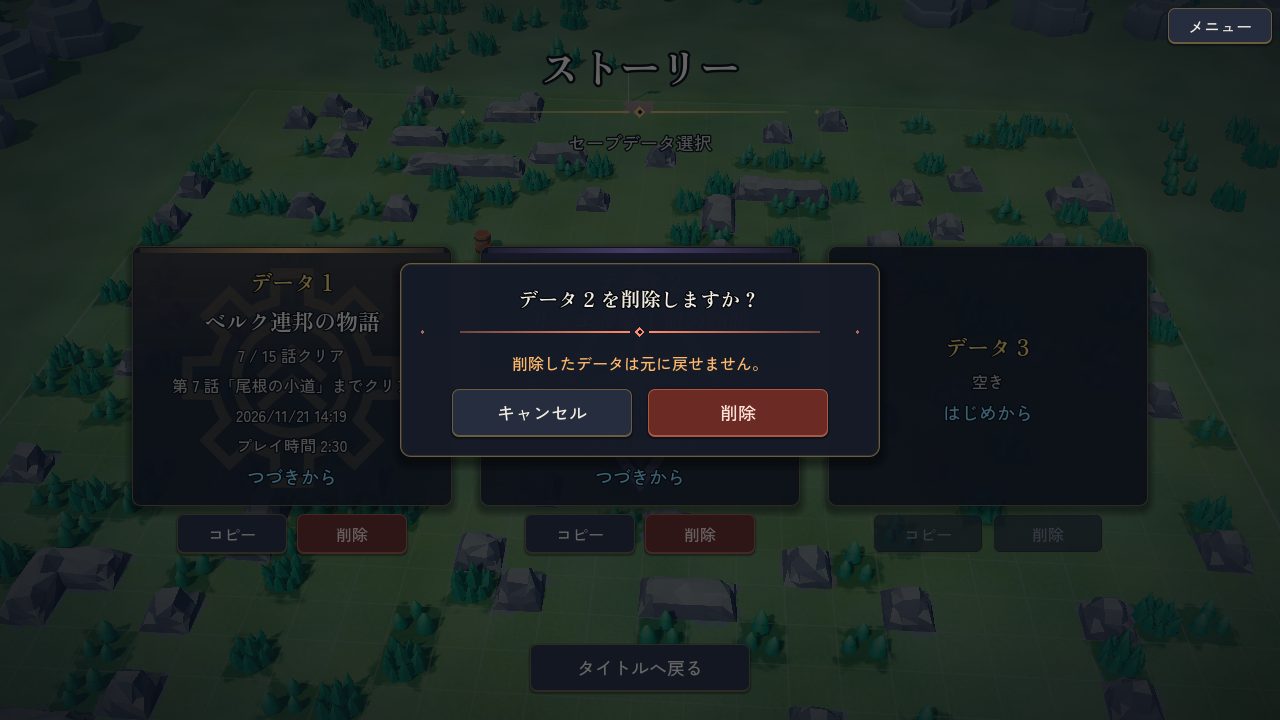 メニュー
ストーリー
セーブデータ選択
データ 1
ベルク連邦の物語
7 / 15 話クリア
第 7 話「尾根の小道」までクリ
2026/11/21 14:19
プレイ時間 2:30
つづきから
コピー
削除
データ 2 を削除しますか？
削除したデータは元に戻せません。
キャンセル
削除
つづきから
コピー
削除
データ 3
空き
はじめから
コピー
削除
タイトルへ戻る